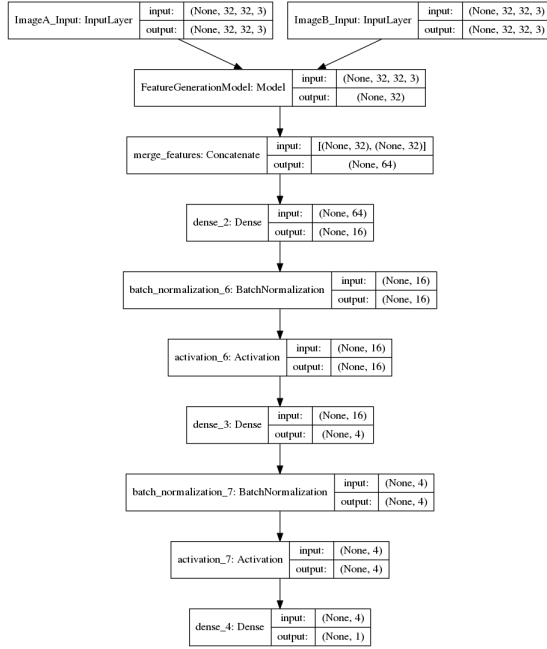 ImageA_Input: InputLayer
input: (None, 32, 32, 3)
output: (None, 32, 32, 3)
ImageB_Input: InputLayer
input: (None, 32, 32, 3)
output: (None, 32, 32, 3)
FeatureGenerationModel: Model
input: (None, 32, 32, 3)
output: (None, 32)
merge_features: Concatenate
input: [(None, 32), (None, 32)]
output: (None, 64)
dense_2: Dense
input: (None, 64)
output: (None, 16)
batch_normalization_6: BatchNormalization
input: (None, 16)
output: (None, 16)
activation_6: Activation
input: (None, 16)
output: (None, 16)
dense_3: Dense
input: (None, 16)
output: (None, 4)
batch_normalization_7: BatchNormalization
input: (None, 4)
output: (None, 4)
activation_7: Activation
input: (None, 4)
output: (None, 4)
dense_4: Dense
input: (None, 4)
output: (None, 1)